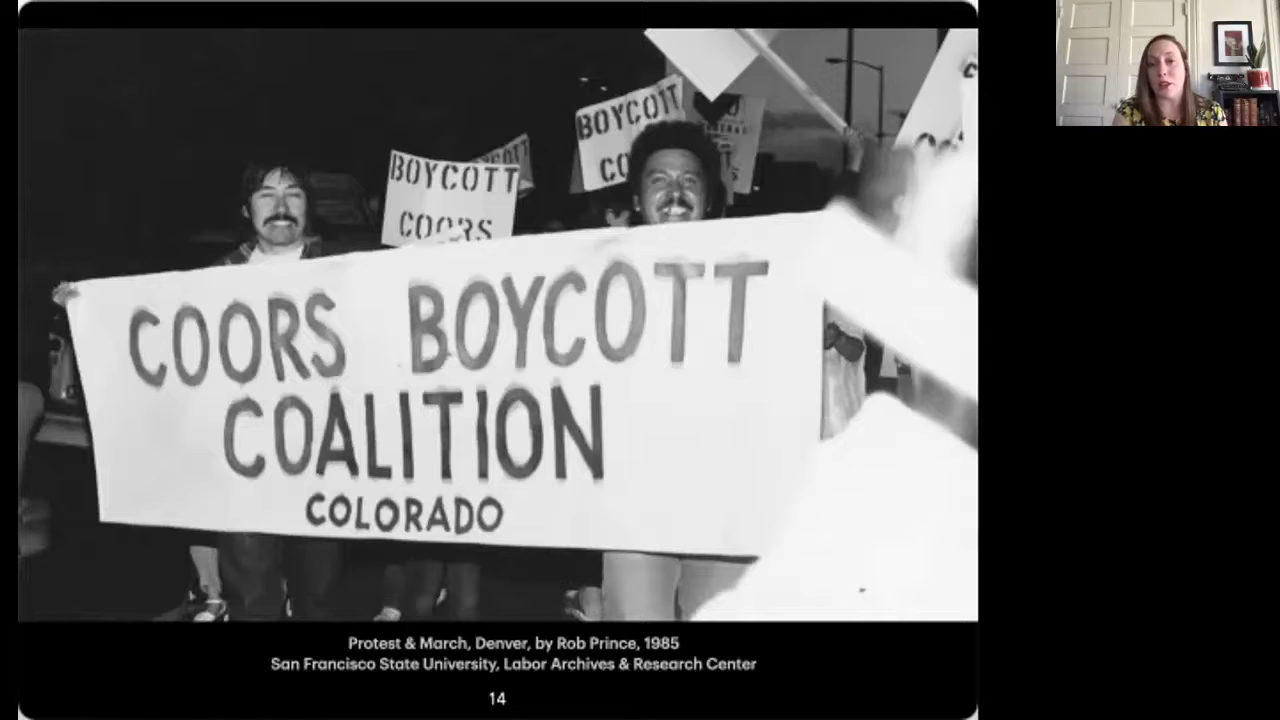 BOYCOTT
BOYCOTT
COORS
BOYCOTT
CO
COORS BOYCOTT
COALITION
COLORADO
Protest & March, Denver, by Rob Prince, 1985
San Francisco State University, Labor Archives & Research Center
14